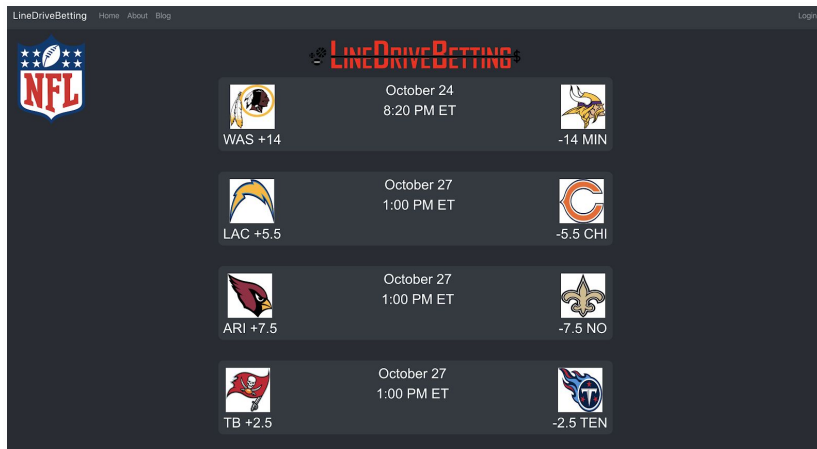 LineDriveBetting Home About Blog Login
NFL
LINEDRIVEBETTING
October 24
8:20 PM ET
WAS +14 -14 MIN
October 27
1:00 PM ET
LAC +5.5 -5.5 CHI
October 27
1:00 PM ET
ARI +7.5 -7.5 NO
October 27
1:00 PM ET
TB +2.5 -2.5 TEN